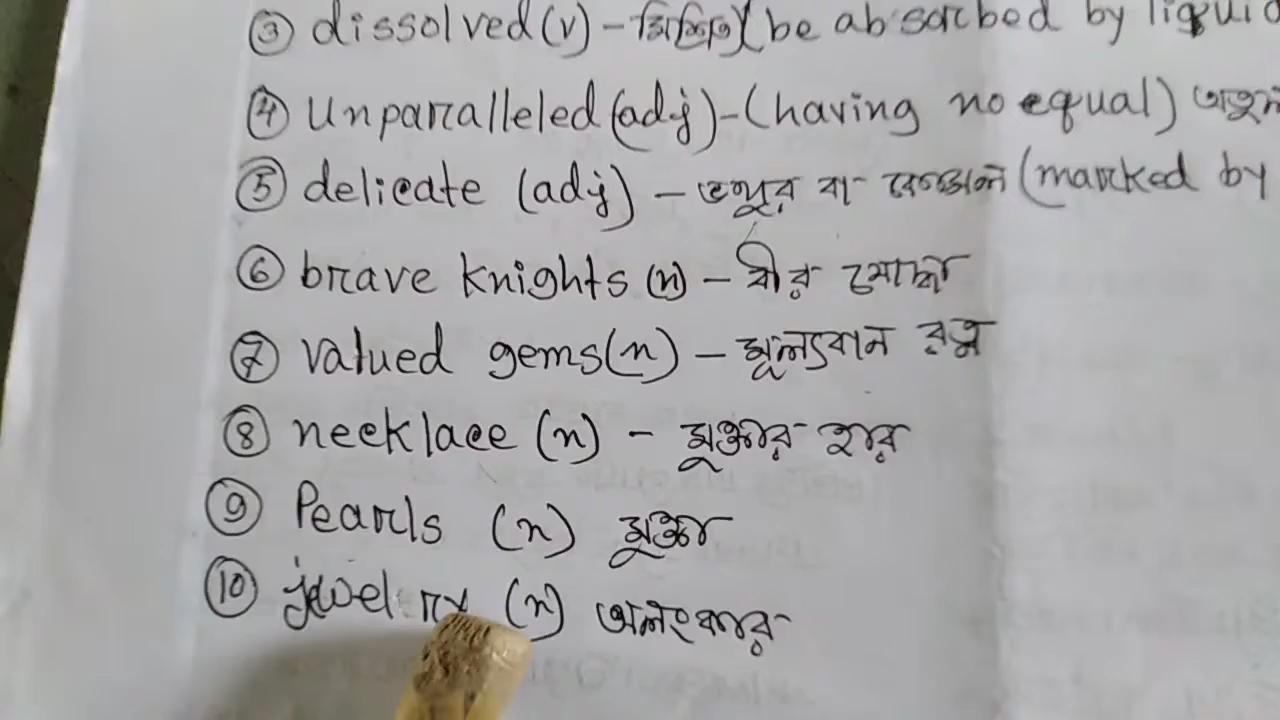 ③ dissolved (v) – (be absorbed by liquid
④ Unparalleled (adj) - (having no equal)
⑤ delicate (adj) – ভঙ্গুর বা কোমল (marked by
⑥ brave knights (n) – বীর যোদ্ধা
⑦ valued gems (n) – মূল্যবান রত্ন
⑧ necklace (n) - মুক্তার হার
⑨ Pearls (n) মুক্তা
⑩ (n) অলংকার